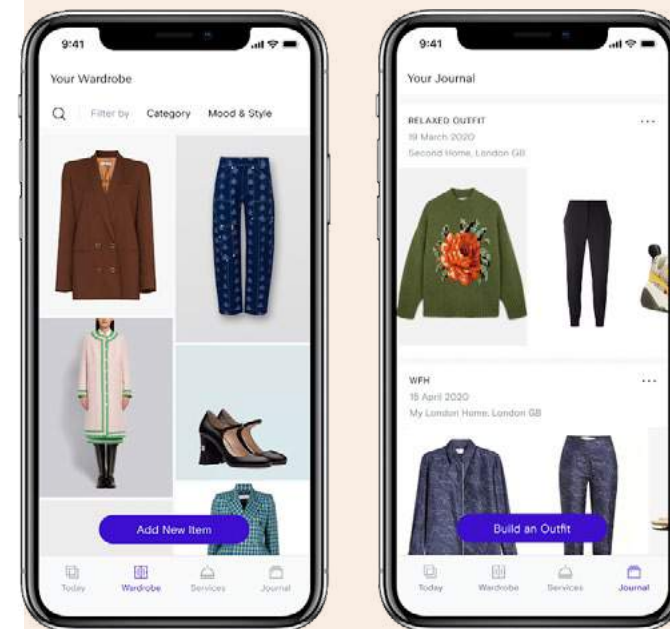 9:41
Your Wardrobe
Filter by Category Mood & Style
Add New Item
Today Wardrobe Services Journal
9:41
Your Journal
RELAXED OUTFIT
19 March 2020
Second Home, London GB
WFH
15 April 2020
My London Home, London GB
Build an Outfit
Today Wardrobe Services Journal